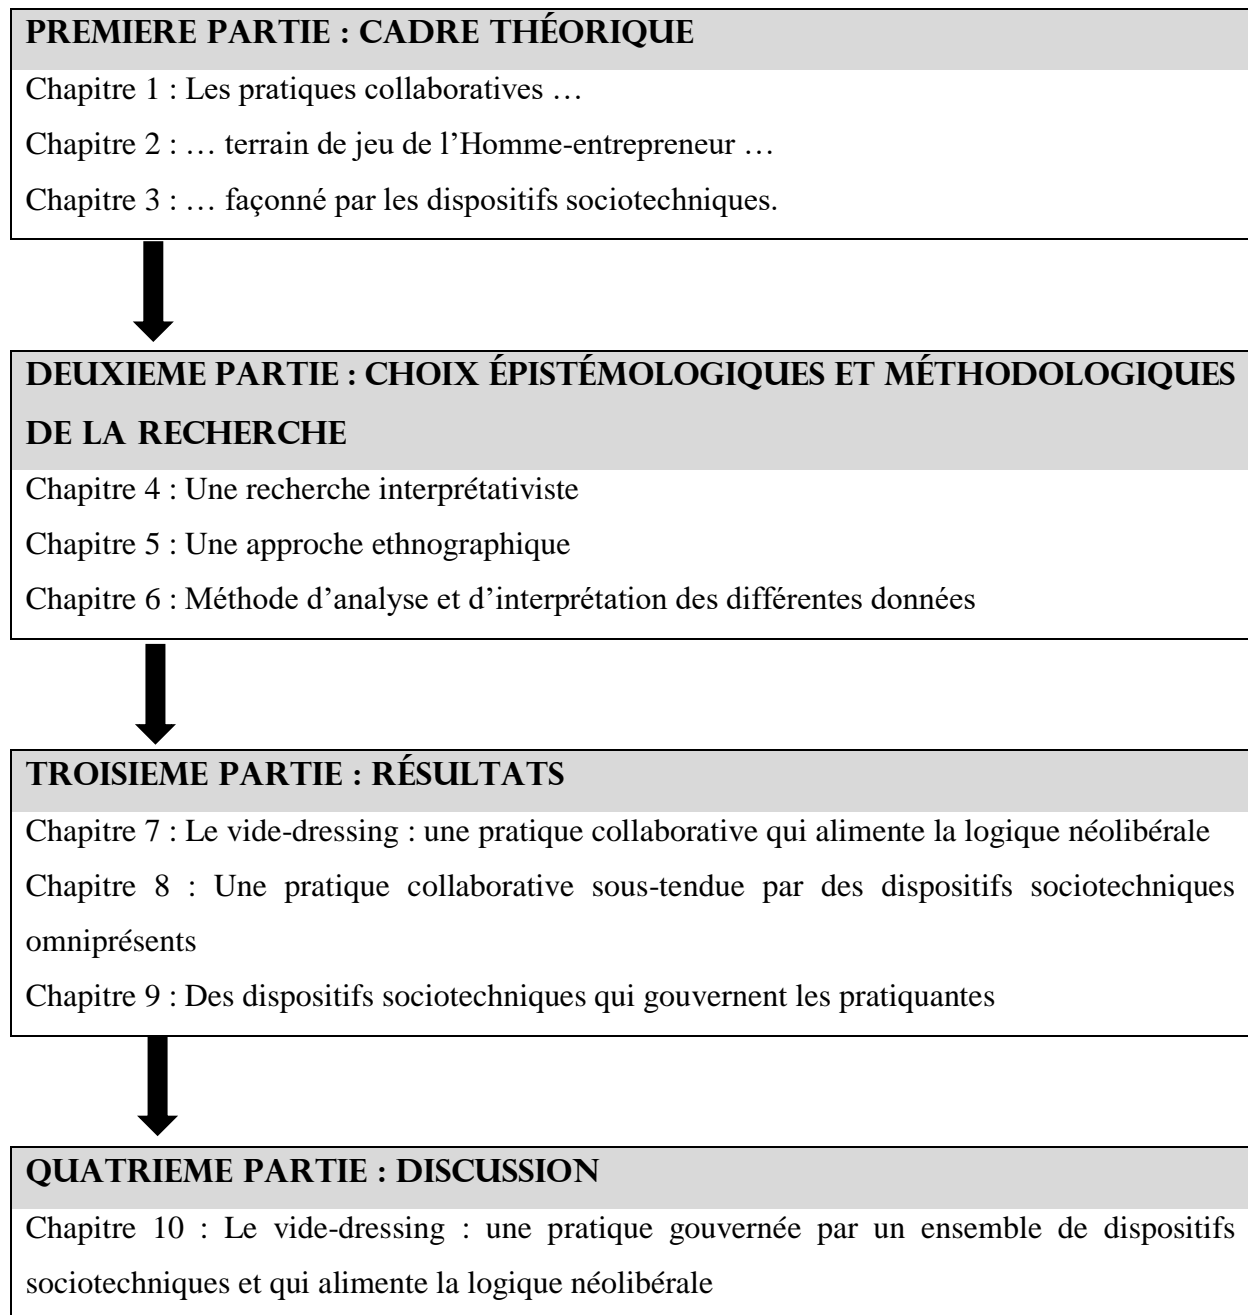 PREMIERE PARTIE : CADRE THÉORIQUE
Chapitre 1 : Les pratiques collaboratives …
Chapitre 2 : … terrain de jeu de l’Homme-entrepreneur …
Chapitre 3 : … façonné par les dispositifs sociotechniques.
DEUXIEME PARTIE : CHOIX ÉPISTÉMOLOGIQUES ET MÉTHODOLOGIQUES
DE LA RECHERCHE
Chapitre 4 : Une recherche interprétativiste
Chapitre 5 : Une approche ethnographique
Chapitre 6 : Méthode d’analyse et d’interprétation des différentes données
TROISIEME PARTIE : RÉSULTATS
Chapitre 7 : Le vide-dressing : une pratique collaborative qui alimente la logique néolibérale
Chapitre 8 : Une pratique collaborative sous-tendue par des dispositifs sociotechniques
omniprésents
Chapitre 9 : Des dispositifs sociotechniques qui gouvernent les pratiquantes
QUATRIEME PARTIE : DISCUSSION
Chapitre 10 : Le vide-dressing : une pratique gouvernée par un ensemble de dispositifs
sociotechniques et qui alimente la logique néolibérale